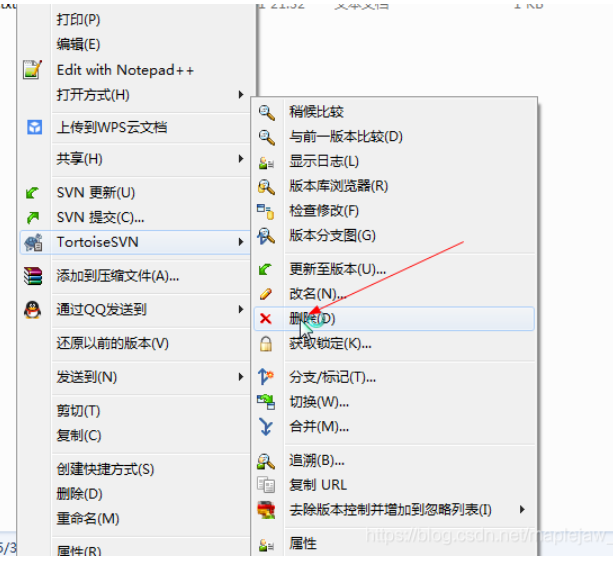 打印(P)
编辑(E)
Edit with Notepad++
打开方式(H)
上传到WPS云文档
共享(H)
SVN 更新(U)
SVN 提交(C)...
TortoiseSVN
添加到压缩文件(A)...
通过QQ发送到
还原以前的版本(V)
发送到(N)
剪切(T)
复制(C)
创建快捷方式(S)
删除(D)
重命名(M)
属性(R)
稍候比较
与前一版本比较(D)
显示日志(L)
版本库浏览器(R)
检查修改(F)
版本分支图(G)
更新至版本(U)...
改名(N)...
删除(D)
获取锁定(K)...
分支/标记(T)...
切换(W)...
合并(M)...
追溯(B)...
复制 URL
去除版本控制并增加到忽略列表(I)
属性
https://blog.csdn.net/maplejaw_